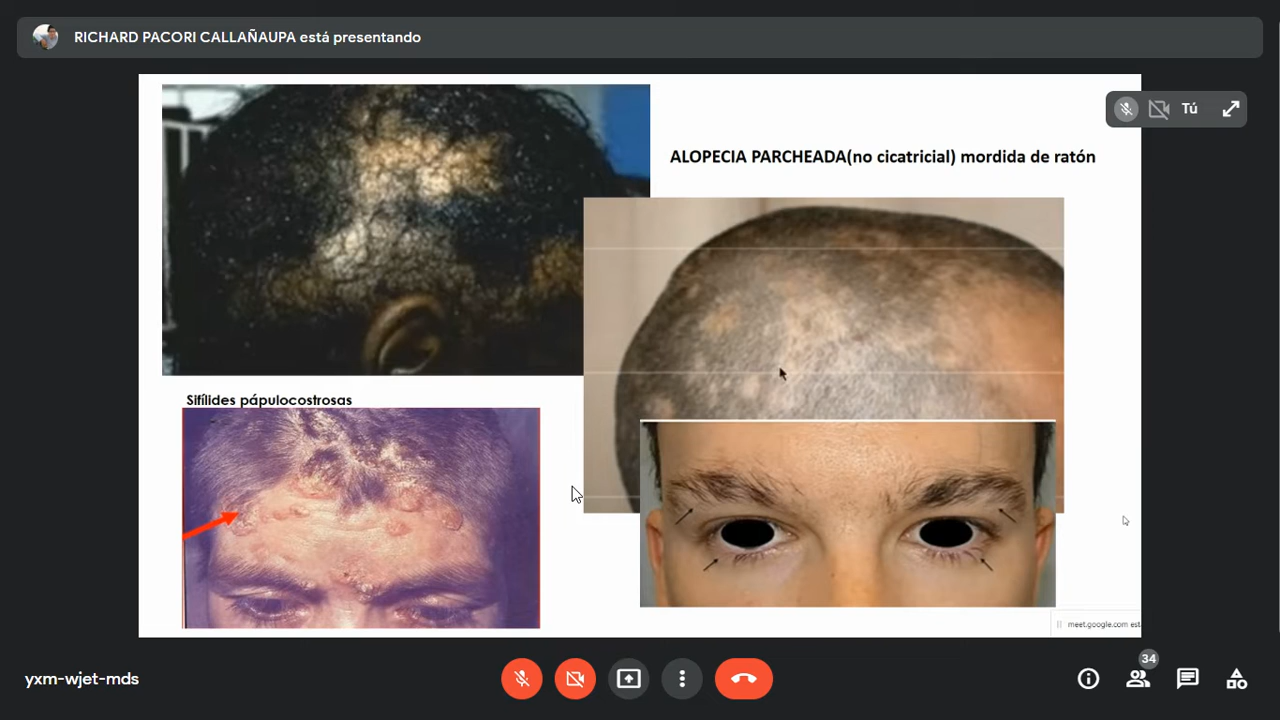 RICHARD PACORI CALLAÑAUPA está presentando
Tú
ALOPECIA PARCHEADA(no cicatricial) mordida de ratón
Sifílides pápulocostrosas
meet.google.com est
yxm-wjet-mds
34